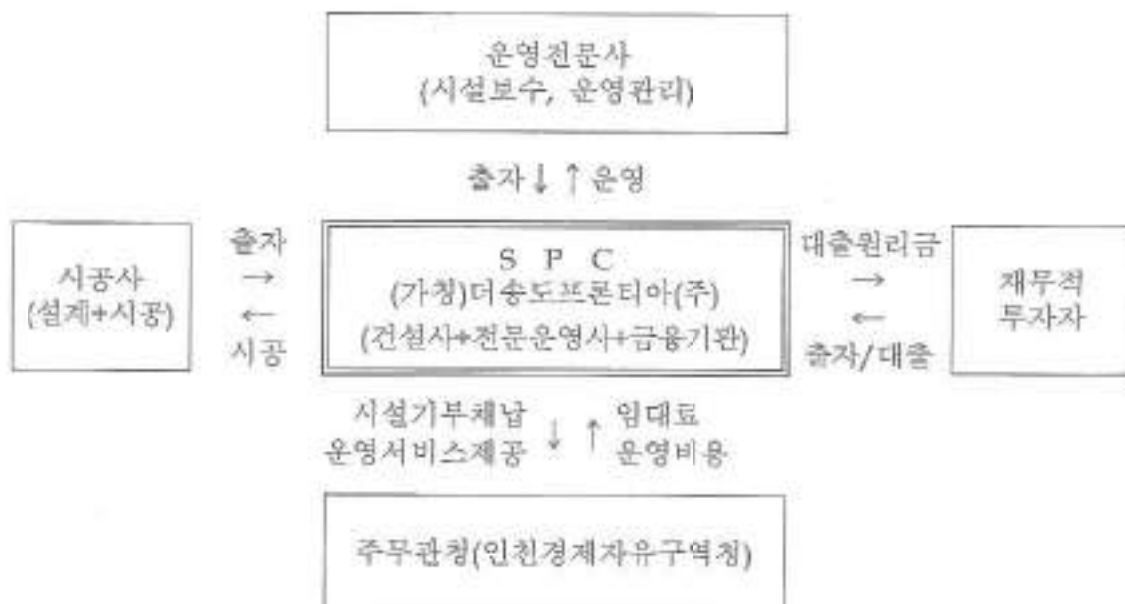 운영전문사
(시설보수, 운영관리)
출자 ↓ ↑ 운영
시공사
(설계+시공)
출자
→
←
시공
S P C
(가칭)더송도프론티아(주)
(건설사+전문운영사+금융기관)
대출원리금
→
←
출자/대출
재무적
투자자
시설기부채납
운영서비스제공
↓ ↑
임대료
운영비용
주무관청(인천경제자유구역청)